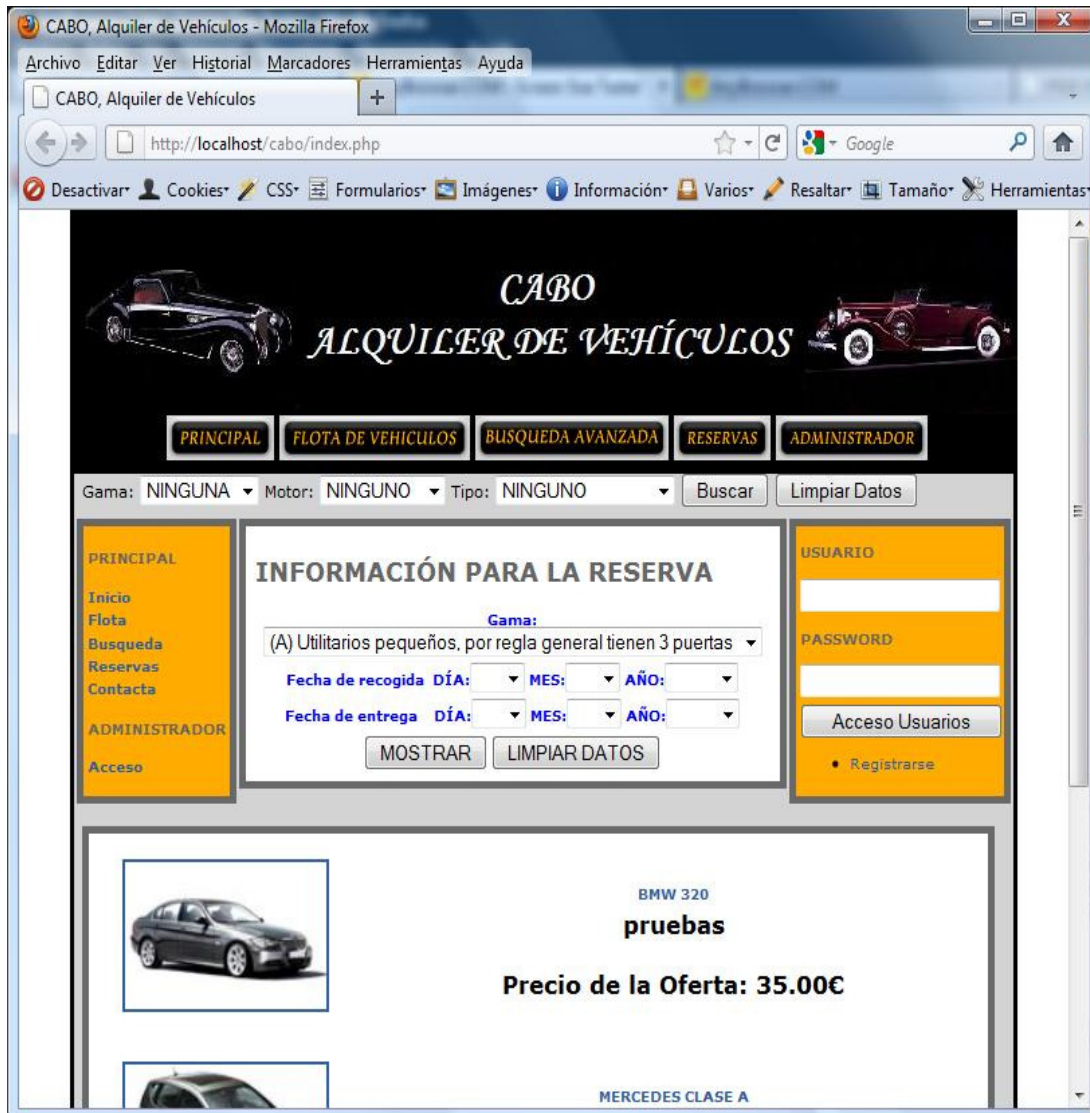 CABO, Alquiler de Vehículos - Mozilla Firefox
Archivo Editar Ver Historial Marcadores Herramientas Ayuda
CABO, Alquiler de Vehículos
http://localhost/cabo/index.php
Google
Desactivar Cookies CSS Formularios Imágenes Información Varios Resaltar Tamaño Herramientas
CABO
ALQUILER DE VEHÍCULOS
PRINCIPAL FLOTA DE VEHICULOS BUSQUEDA AVANZADA RESERVAS ADMINISTRADOR
Gama: NINGUNA Motor: NINGUNO Tipo: NINGUNO Buscar Limpiar Datos
PRINCIPAL
Inicio
Flota
Busqueda
Reservas
Contacta
ADMINISTRADOR
Acceso
INFORMACIÓN PARA LA RESERVA
Gama:
(A) Utilitarios pequeños, por regla general tienen 3 puertas
Fecha de recogida DÍA: MES: AÑO:
Fecha de entrega DÍA: MES: AÑO:
MOSTRAR LIMPIAR DATOS
USUARIO
PASSWORD
Acceso Usuarios
Registrarse
BMW 320
pruebas
Precio de la Oferta: 35.00€
MERCEDES CLASE A